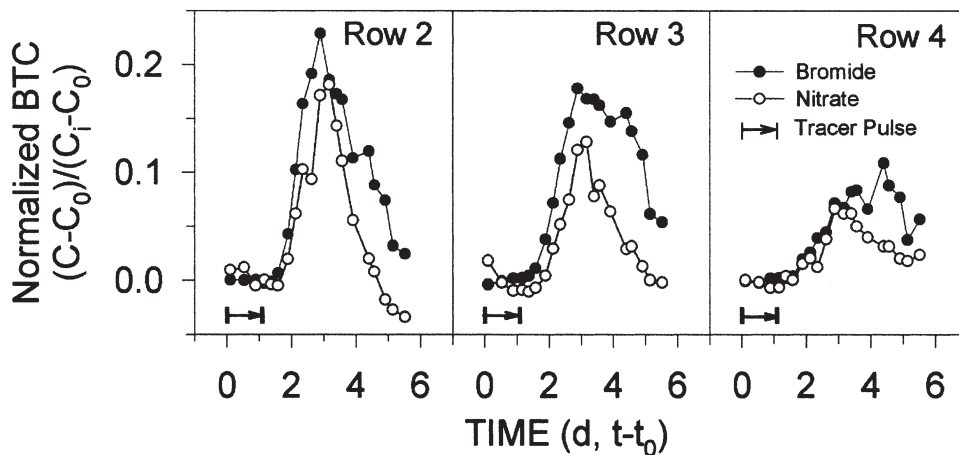 Normalized BTC
(C-C₀)/(Cᵢ-C₀)
0.2
0.1
0.0
Row 2
Row 3
Row 4
Bromide
Nitrate
Tracer Pulse
0 2 4 6 0 2 4 6 0 2 4 6
TIME (d, t-t₀)